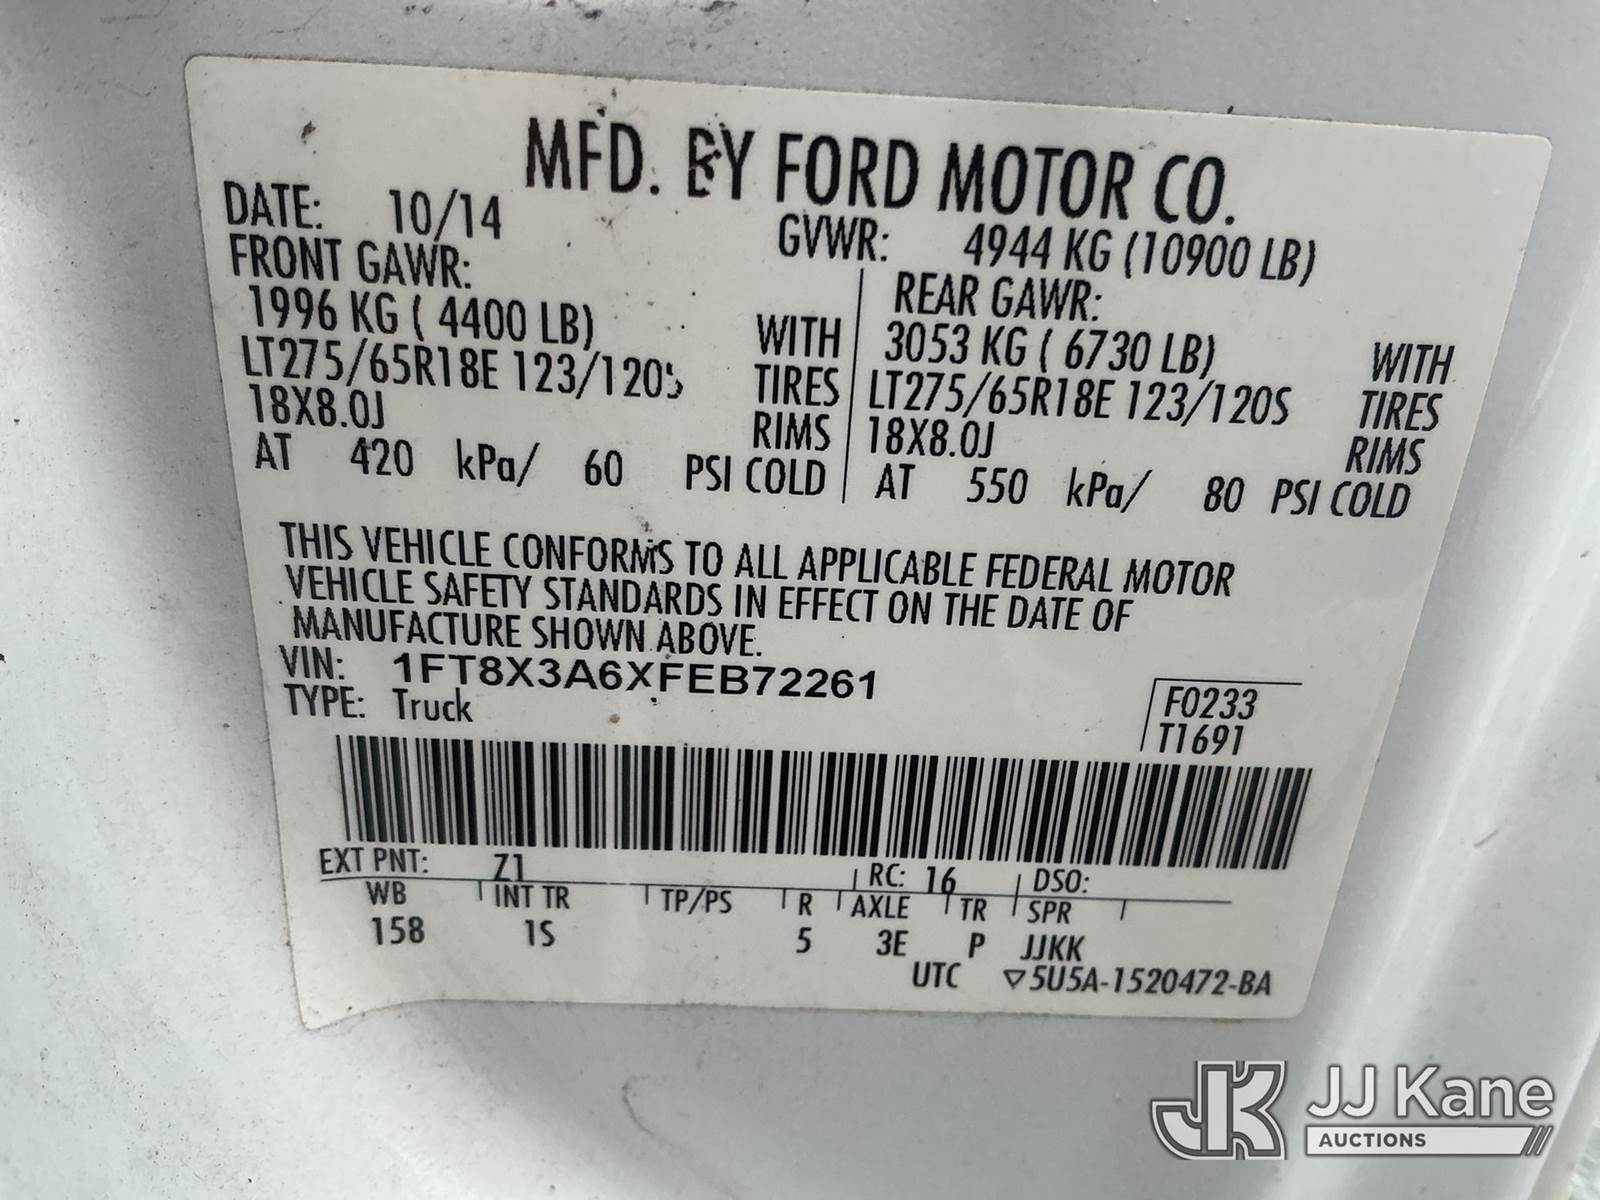 MFD. BY FORD MOTOR CO.
DATE: 10/14 GVWR: 4944 KG (10900 LB)
FRONT GAWR: REAR GAWR:
1996 KG ( 4400 LB) WITH 3053 KG ( 6730 LB) WITH
LT275/65R18E 123/120S TIRES LT275/65R18E 123/120S TIRES
18X8.0J RIMS 18X8.0J RIMS
AT 420 kPa/ 60 PSI COLD AT 550 kPa/ 80 PSI COLD
THIS VEHICLE CONFORMS TO ALL APPLICABLE FEDERAL MOTOR
VEHICLE SAFETY STANDARDS IN EFFECT ON THE DATE OF
MANUFACTURE SHOWN ABOVE.
VIN: 1FT8X3A6XFEB72261
TYPE: Truck
F0233
T1691
EXT PNT: Z1 RC: 16 DSO:
WB INT TR TP/PS R AXLE TR SPR
158 1S 5 3E P JJKK
UTC ▽5U5A-1520472-BA
JK JJ Kane
AUCTIONS